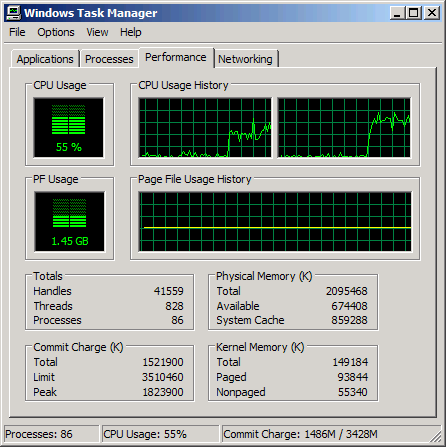 Windows Task Manager
File Options View Help
Applications Processes Performance Networking
CPU Usage CPU Usage History
55 %
PF Usage Page File Usage History
1.45 GB
Totals Physical Memory (K)
Handles 41559 Total 2095468
Threads 828 Available 674408
Processes 86 System Cache 859288
Commit Charge (K) Kernel Memory (K)
Total 1521900 Total 149184
Limit 3510460 Paged 93844
Peak 1823900 Nonpaged 55340
Processes: 86 CPU Usage: 55% Commit Charge: 1486M / 3428M